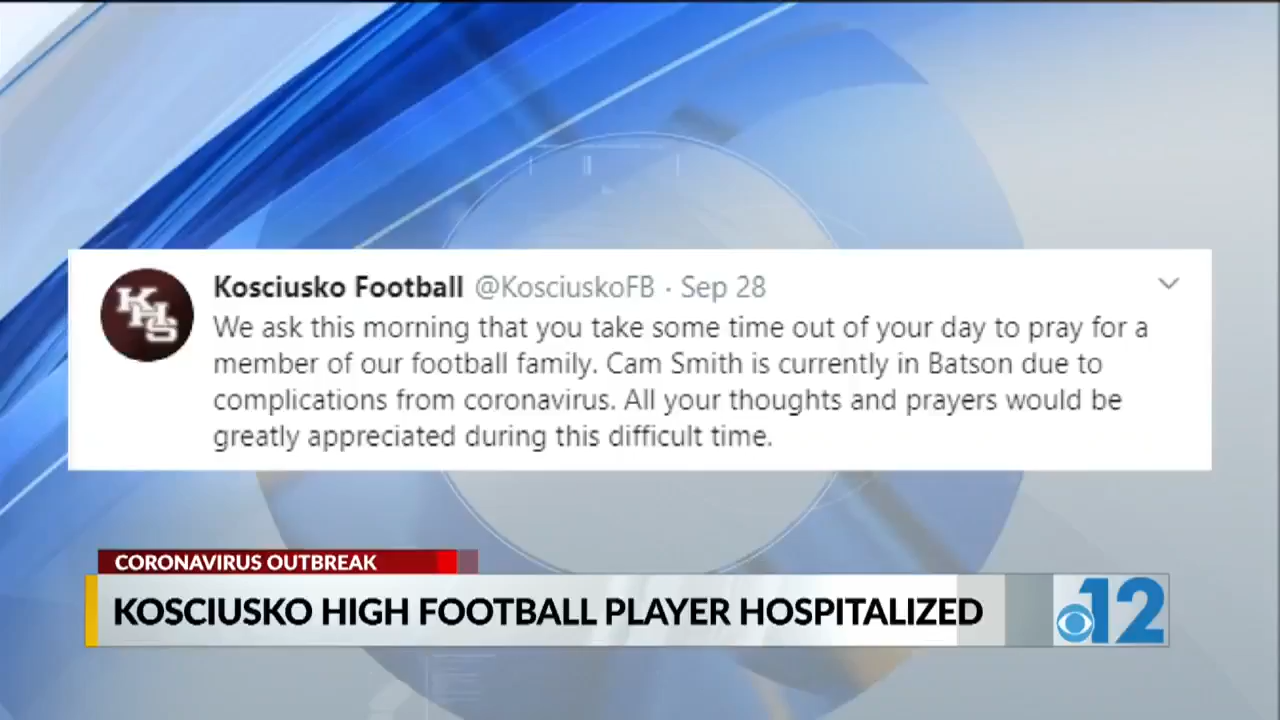 KHS
Kosciusko Football @KosciuskoFB · Sep 28
We ask this morning that you take some time out of your day to pray for a
member of our football family. Cam Smith is currently in Batson due to
complications from coronavirus. All your thoughts and prayers would be
greatly appreciated during this difficult time.
CORONAVIRUS OUTBREAK
KOSCIUSKO HIGH FOOTBALL PLAYER HOSPITALIZED
12